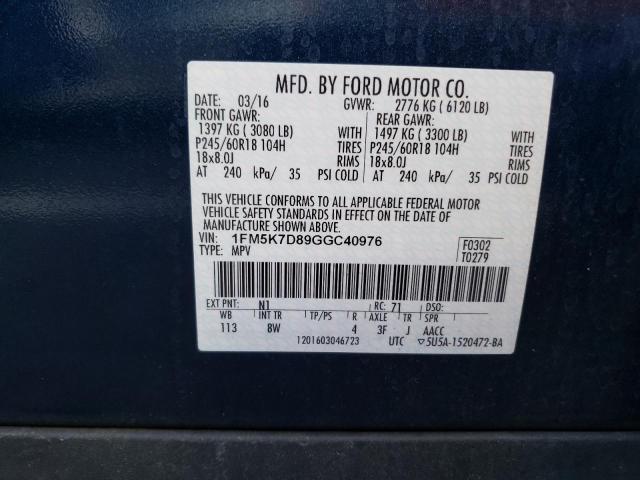 MFD. BY FORD MOTOR CO.
DATE: 03/16 GVWR: 2776 KG ( 6120 LB)
FRONT GAWR: REAR GAWR:
1397 KG ( 3080 LB) WITH 1497 KG ( 3300 LB) WITH
P245/60R18 104H TIRES P245/60R18 104H TIRES
18x8.0J RIMS 18x8.0J RIMS
AT 240 kPa/ 35 PSI COLD AT 240 kPa/ 35 PSI COLD
THIS VEHICLE CONFORMS TO ALL APPLICABLE FEDERAL MOTOR
VEHICLE SAFETY STANDARDS IN EFFECT ON THE DATE OF
MANUFACTURE SHOWN ABOVE.
VIN: 1FM5K7D89GGC40976 F0302
TYPE: MPV T0279
EXT PNT: N1 RC: 71 DSO:
WB INT TR TP/PS R AXLE TR SPR
113 8W 4 3F J AACC
1201603046723 UTC ▽5U5A-1520472-BA